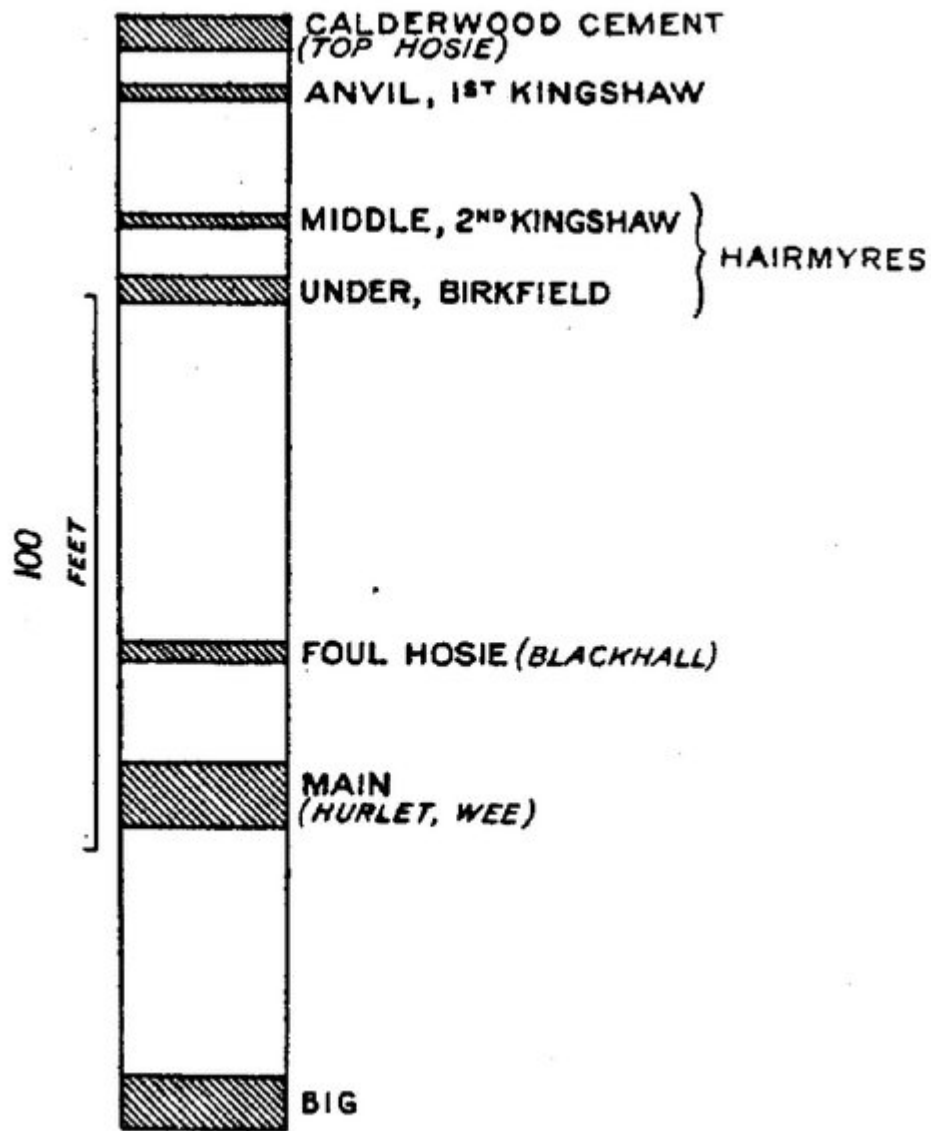 CALDERWOOD CEMENT
(TOP HOSIE)
ANVIL, 1ST KINGSHAW
MIDDLE, 2ND KINGSHAW
HAIRMYRES
UNDER, BIRKFIELD
100
FEET
FOUL HOSIE (BLACKHALL)
MAIN
(HURLET, WEE)
BIG